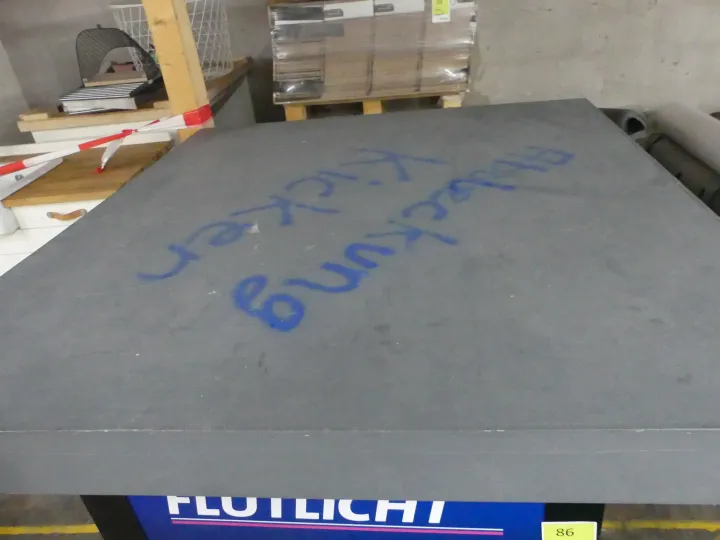 Abdeckung
Kicker
FLUTLICHT
86